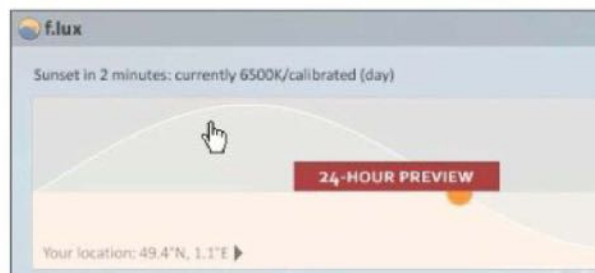 f.lux
Sunset in 2 minutes: currently 6500K/calibrated (day)
24-HOUR PREVIEW
Your location: 49.4°N, 1.1°E